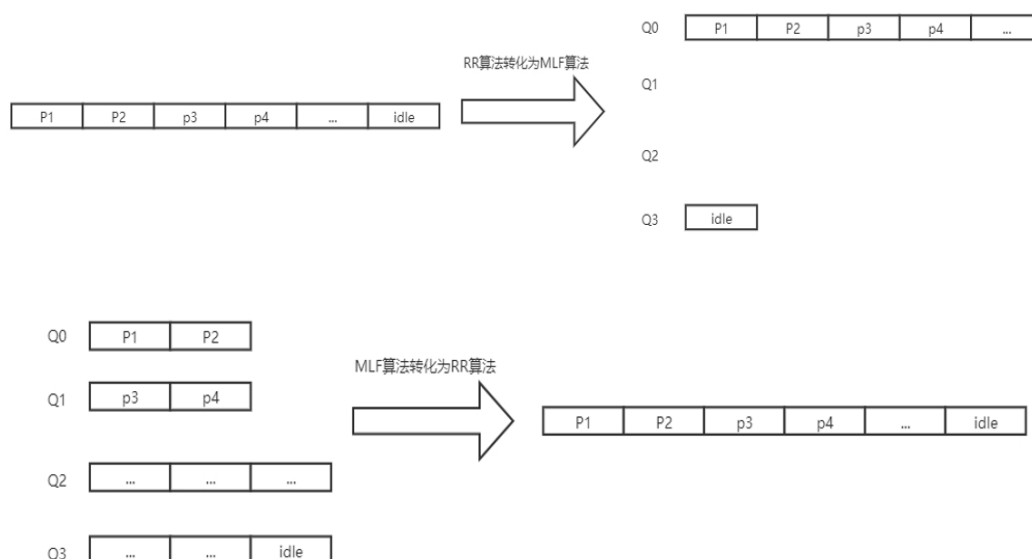 Q0 P1 P2 p3 p4 ...
RR算法转化为MLF算法
Q1
P1 P2 p3 p4 ... idle
Q2
Q3 idle
Q0 P1 P2
MLF算法转化为RR算法
Q1 p3 p4
P1 P2 p3 p4 ... idle
Q2 ... ... ...
Q3 ... ... idle